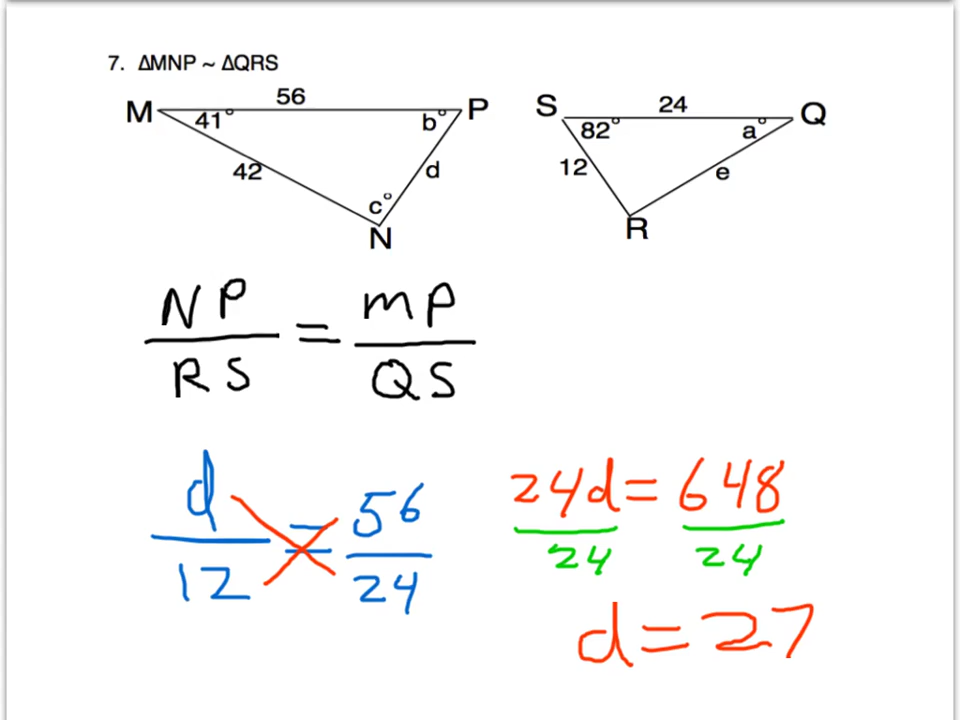 7. ΔMNP ~ ΔQRS
M 56 P
41° b°
42 d
c°
N
S 24 Q
82° a°
12 e
R
NP = MP
RS QS
d = 56
12 24
24d = 648
24 24
d = 27